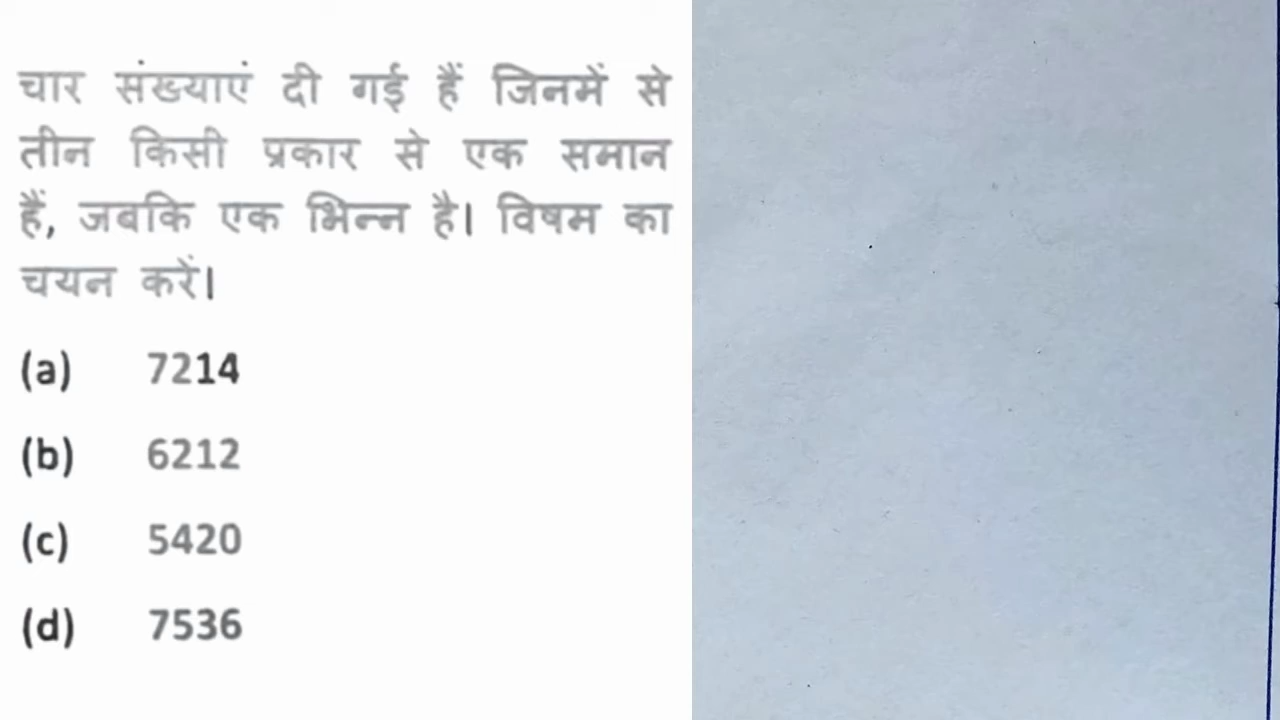 चार संख्याएं दी गई हैं जिनमें से
तीन किसी प्रकार से एक समान
हैं, जबकि एक भिन्न है। विषम का
चयन करें।
(a) 7214
(b) 6212
(c) 5420
(d) 7536